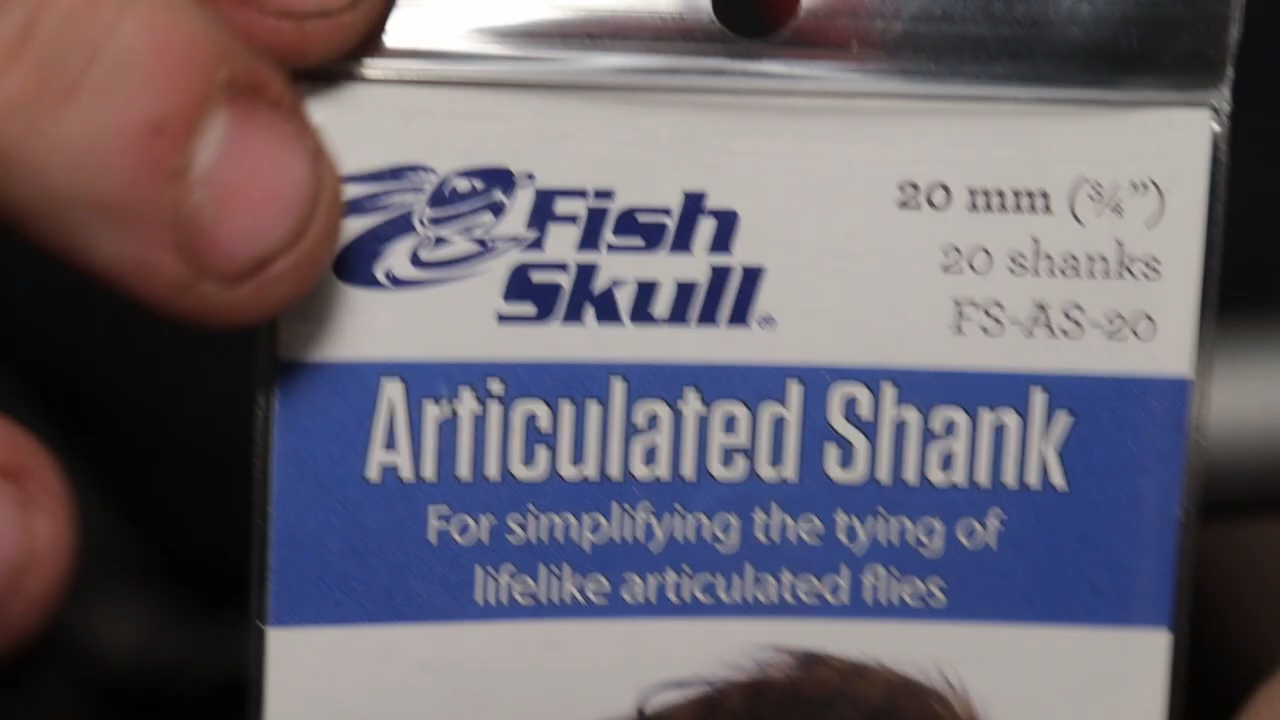 Fish
Skull®
20 mm (¾")
20 shanks
FS-AS-20
Articulated Shank
For simplifying the tying of
lifelike articulated flies